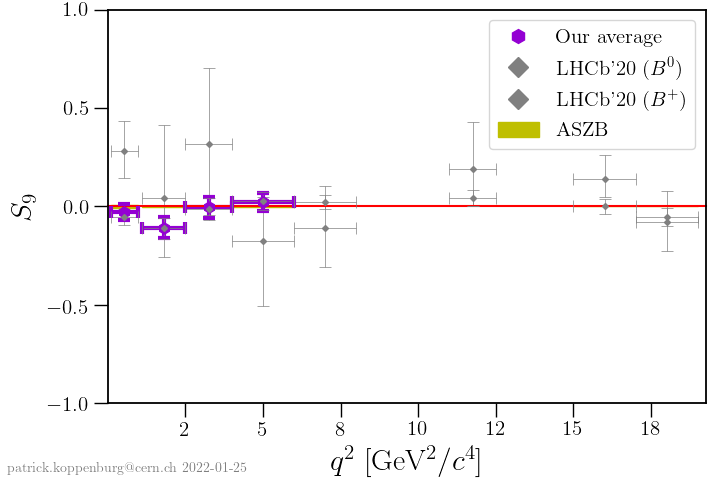 1.0
0.5
0.0
−0.5
−1.0
S9
Our average
LHCb'20 (B⁰)
LHCb'20 (B⁺)
ASZB
2 5 8 10 12 15 18
q² [GeV²/c⁴]
patrick.koppenburg@cern.ch 2022-01-25